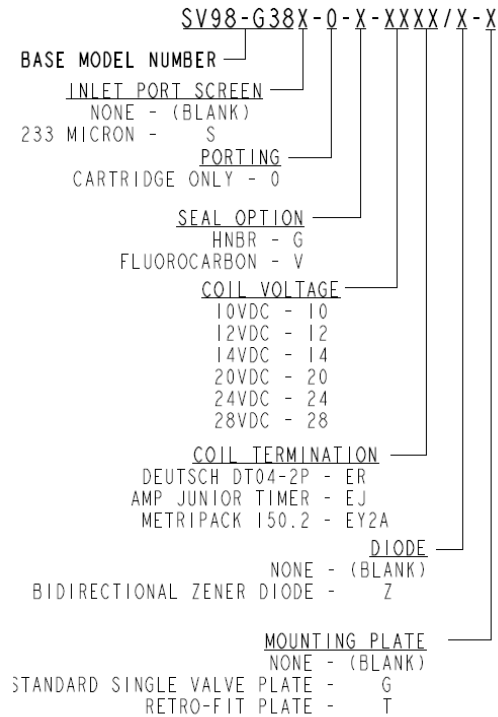 SV98-G38X-0-X-XXXX/X-X
BASE MODEL NUMBER
INLET PORT SCREEN
NONE - (BLANK)
233 MICRON - S
PORTING
CARTRIDGE ONLY - 0
SEAL OPTION
HNBR - G
FLUOROCARBON - V
COIL VOLTAGE
10VDC - 10
12VDC - 12
14VDC - 14
20VDC - 20
24VDC - 24
28VDC - 28
COIL TERMINATION
DEUTSCH DT04-2P - ER
AMP JUNIOR TIMER - EJ
METRIPACK 150.2 - EY2A
DIODE
NONE - (BLANK)
BIDIRECTIONAL ZENER DIODE - Z
MOUNTING PLATE
NONE - (BLANK)
STANDARD SINGLE VALVE PLATE - G
RETRO-FIT PLATE - T